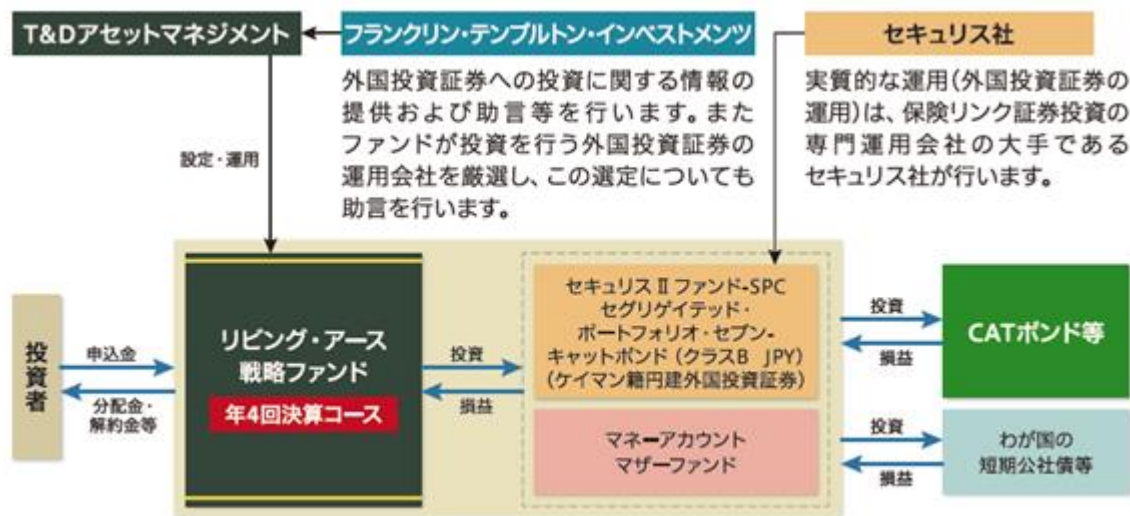 T&Dアセットマネジメント
フランクリン・テンプルトン・インベストメンツ
セキュリス社
外国投資証券への投資に関する情報の
提供および助言等を行います。また
ファンドが投資を行う外国投資証券の
運用会社を厳選し、この選定についても
助言を行います。
実質的な運用(外国投資証券の
運用)は、保険リンク証券投資の
専門運用会社の大手である
セキュリス社が行います。
設定・運用
投資者
申込金
分配金・
解約金等
リビング・アース
戦略ファンド
年4回決算コース
投資
損益
セキュリスⅡファンド-SPC
セグリゲイテッド・
ポートフォリオ・セブン-
キャットボンド(クラスB JPY)
(ケイマン籍円建外国投資証券)
マネーアカウント
マザーファンド
投資
損益
CATボンド等
投資
損益
わが国の
短期公社債等